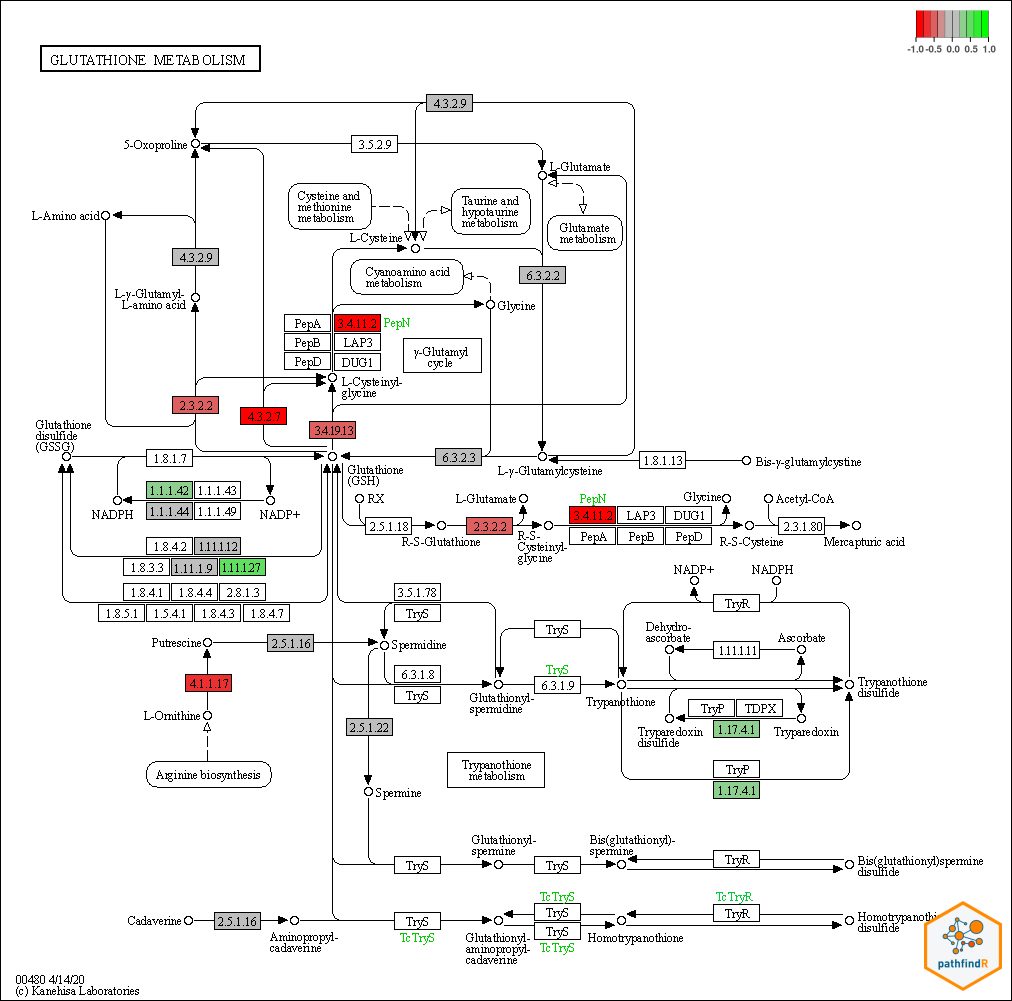 -1.0 -0.5 0.0 0.5 1.0
GLUTATHIONE METABOLISM
4.3.2.9
5-Oxoproline
3.5.2.9
L-Glutamate
Cysteine and
methionine
metabolism
Taurine and
hypotaurine
metabolism
L-Amino acid
Glutamate
metabolism
L-Cysteine
4.3.2.9
Cyanoamino acid
metabolism
6.3.2.2
L-γ-Glutamyl-
L-amino acid
Glycine
PepA
3.4.11.2
PepN
PepB
LAP3
γ-Glutamyl
cycle
PepD
DUG1
L-Cysteinyl-
glycine
2.3.2.2
4.3.2.7
3.4.19.13
Glutathione
disulfide
(GSSG)
1.8.1.7
Glutathione
(GSH)
6.3.2.3
L-γ-Glutamylcysteine
1.8.1.13
Bis-γ-glutamylcystine
1.1.1.42
1.1.1.43
1.1.1.44
1.1.1.49
NADPH
NADP+
RX
2.5.1.18
R-S-Glutathione
L-Glutamate
2.3.2.2
R-S-
Cysteinyl-
glycine
PepN
3.4.11.2
LAP3
DUG1
PepA
PepB
PepD
Glycine
R-S-Cysteine
Acetyl-CoA
2.3.1.80
Mercapturic acid
1.8.4.2
1.11.1.12
1.8.3.3
1.11.1.9
1.11.1.27
1.8.4.1
1.8.4.4
2.8.1.3
1.8.5.1
1.5.4.1
1.8.4.3
1.8.4.7
NADP+
NADPH
TryR
3.5.1.78
TryS
Putrescine
2.5.1.16
Spermidine
TryS
Dehydro-
ascorbate
Ascorbate
1.11.1.11
4.1.1.17
6.3.1.8
TryS
TryS
6.3.1.9
Glutathionyl-
spermidine
Trypanothione
Trypanothione
disulfide
L-Ornithine
2.5.1.22
TryP
TDPX
1.17.4.1
Tryparedoxin
disulfide
Tryparedoxin
Arginine biosynthesis
Trypanothione
metabolism
TryP
1.17.4.1
Spermine
Glutathionyl-
spermine
Bis(glutathionyl)-
spermine
TryS
TryS
TryR
Bis(glutathionyl)spermine
disulfide
Cadaverine
2.5.1.16
Aminopropyl-
cadaverine
TryS
TcTryS
Glutathionyl-
aminopropyl-
cadaverine
TcTryS
TryS
TryS
TcTryS
Homotrypanothione
TcTryR
TryR
Homotrypanothi
disulfide
pathfindR
00480 4/14/20
(c) Kanehisa Laboratories